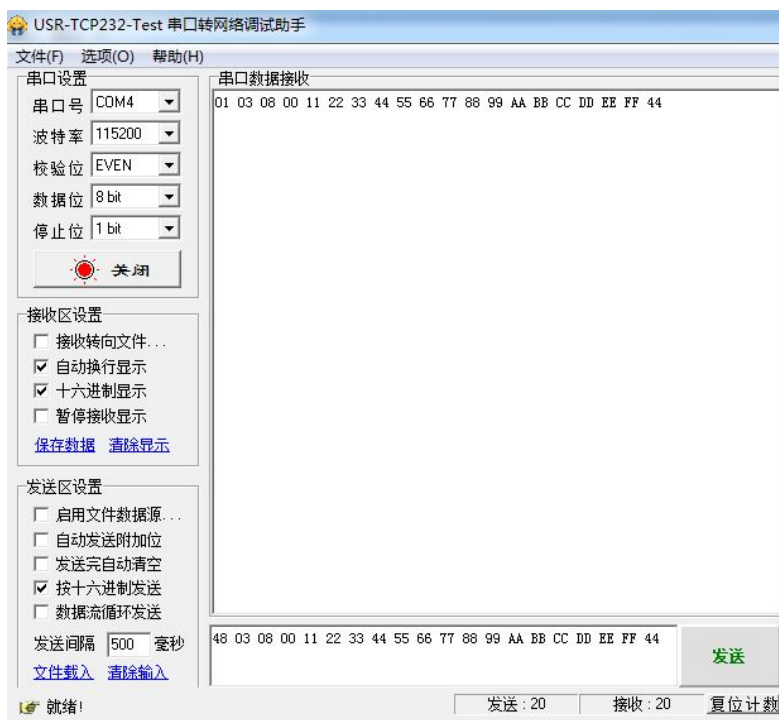 USR-TCP232-Test 串口转网络调试助手
文件(F) 选项(O) 帮助(H)
串口设置
串口号 COM4
波特率 115200
校验位 EVEN
数据位 8 bit
停止位 1 bit
关闭
接收区设置
接收转向文件...
自动换行显示
十六进制显示
暂停接收显示
保存数据 清除显示
发送区设置
启用文件数据源...
自动发送附加位
发送完自动清空
按十六进制发送
数据流循环发送
发送间隔 500 毫秒
文件载入 清除输入
串口数据接收
01 03 08 00 11 22 33 44 55 66 77 88 99 AA BB CC DD EE FF 44
48 03 08 00 11 22 33 44 55 66 77 88 99 AA BB CC DD EE FF 44
发送
就绪!
发送 : 20 接收 : 20 复位计数